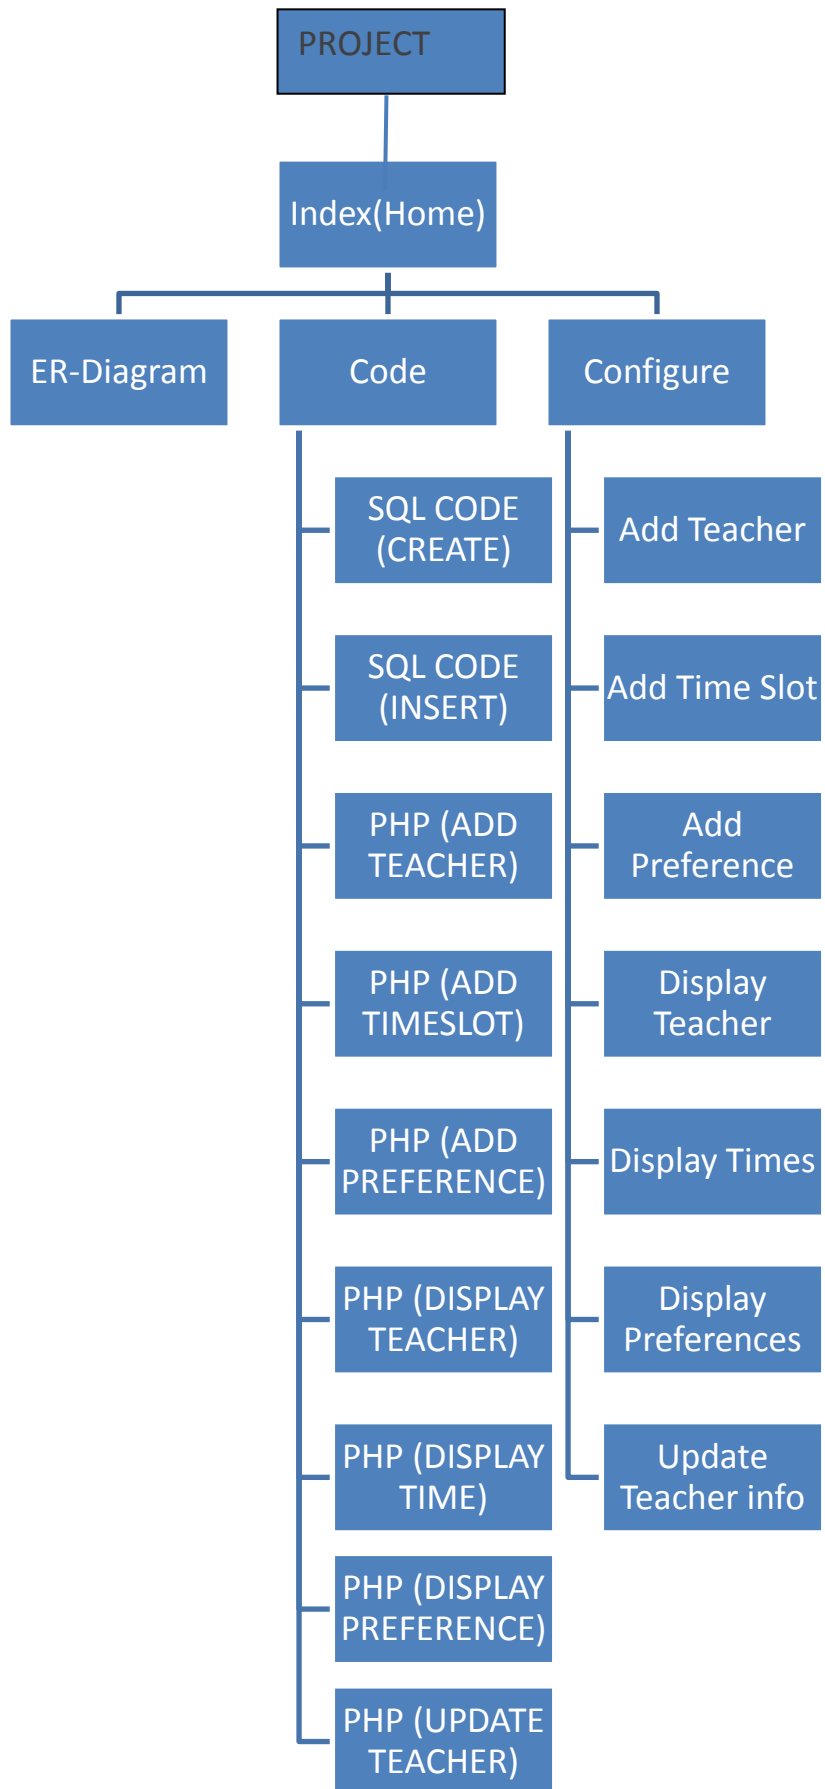 PROJECT
Index(Home)
ER-Diagram
Code
Configure
SQL CODE
(CREATE)
SQL CODE
(INSERT)
PHP (ADD
TEACHER)
PHP (ADD
TIMESLOT)
PHP (ADD
PREFERENCE)
PHP (DISPLAY
TEACHER)
PHP (DISPLAY
TIME)
PHP (DISPLAY
PREFERENCE)
PHP (UPDATE
TEACHER)
Add Teacher
Add Time Slot
Add
Preference
Display
Teacher
Display Times
Display
Preferences
Update
Teacher info